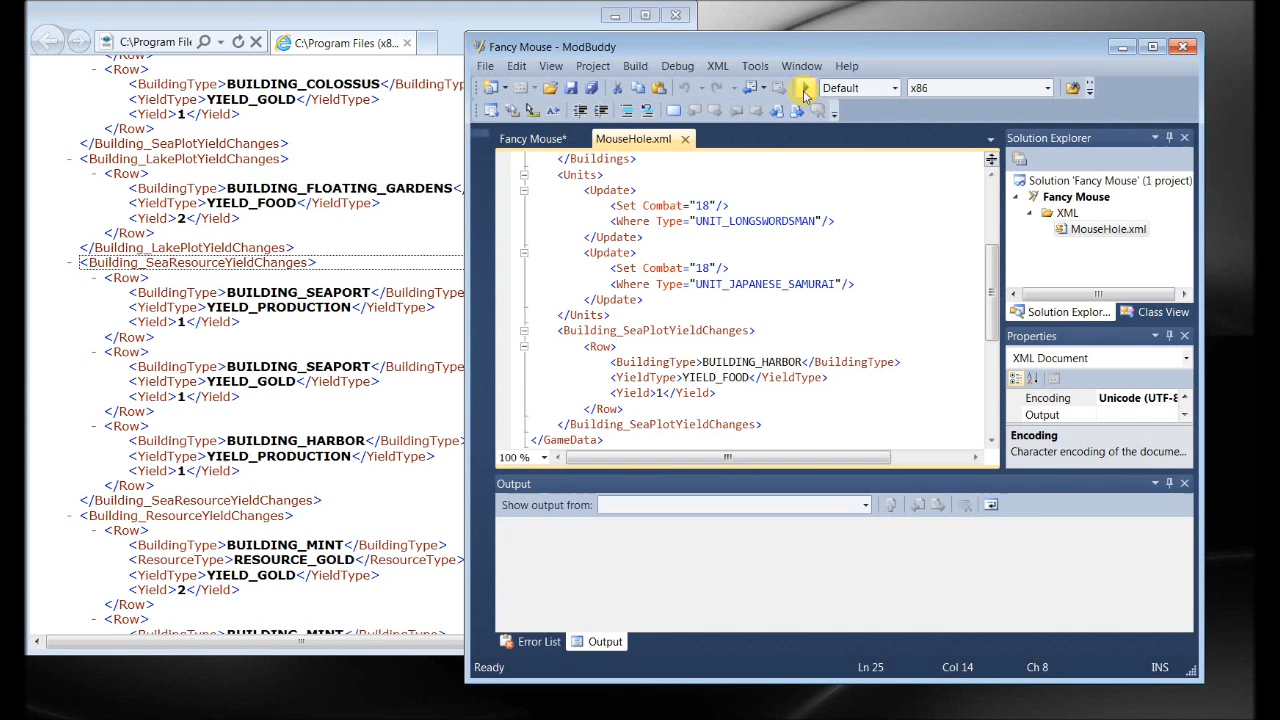 C:\Program File
C:\Program Files (x8...
</Row>
- <Row>
<BuildingType>BUILDING_COLOSSUS</BuildingType>
<YieldType>YIELD_GOLD</YieldType>
<Yield>1</Yield>
</Row>
</Building_SeaPlotYieldChanges>
- <Building_LakePlotYieldChanges>
- <Row>
<BuildingType>BUILDING_FLOATING_GARDENS</
<YieldType>YIELD_FOOD</YieldType>
<Yield>2</Yield>
</Row>
</Building_LakePlotYieldChanges>
- <Building_SeaResourceYieldChanges>
- <Row>
<BuildingType>BUILDING_SEAPORT</BuildingType>
<YieldType>YIELD_PRODUCTION</YieldType>
<Yield>1</Yield>
</Row>
- <Row>
<BuildingType>BUILDING_SEAPORT</BuildingType>
<YieldType>YIELD_GOLD</YieldType>
<Yield>1</Yield>
</Row>
- <Row>
<BuildingType>BUILDING_HARBOR</BuildingType>
<YieldType>YIELD_PRODUCTION</YieldType>
<Yield>1</Yield>
</Row>
</Building_SeaResourceYieldChanges>
- <Building_ResourceYieldChanges>
- <Row>
<BuildingType>BUILDING_MINT</BuildingType>
<ResourceType>RESOURCE_GOLD</ResourceType>
<YieldType>YIELD_GOLD</YieldType>
<Yield>2</Yield>
</Row>
- <Row>
<BuildingType>BUILDING_MINT</BuildingType>
Fancy Mouse - ModBuddy
File Edit View Project Build Debug XML Tools Window Help
Default x86
Fancy Mouse* MouseHole.xml
</Buildings>
<Units>
<Update>
<Set Combat="18"/>
<Where Type="UNIT_LONGSWORDSMAN"/>
</Update>
<Update>
<Set Combat="18"/>
<Where Type="UNIT_JAPANESE_SAMURAI"/>
</Update>
</Units>
<Building_SeaPlotYieldChanges>
<Row>
<BuildingType>BUILDING_HARBOR</BuildingType>
<YieldType>YIELD_FOOD</YieldType>
<Yield>1</Yield>
</Row>
</Building_SeaPlotYieldChanges>
</GameData>
100 %
Solution Explorer
Solution 'Fancy Mouse' (1 project)
Fancy Mouse
XML
MouseHole.xml
Solution Explor... Class View
Properties
XML Document
Encoding Unicode (UTF-8
Output
Encoding
Character encoding of the docume...
Output
Show output from:
Error List Output
Ready Ln 25 Col 14 Ch 8 INS